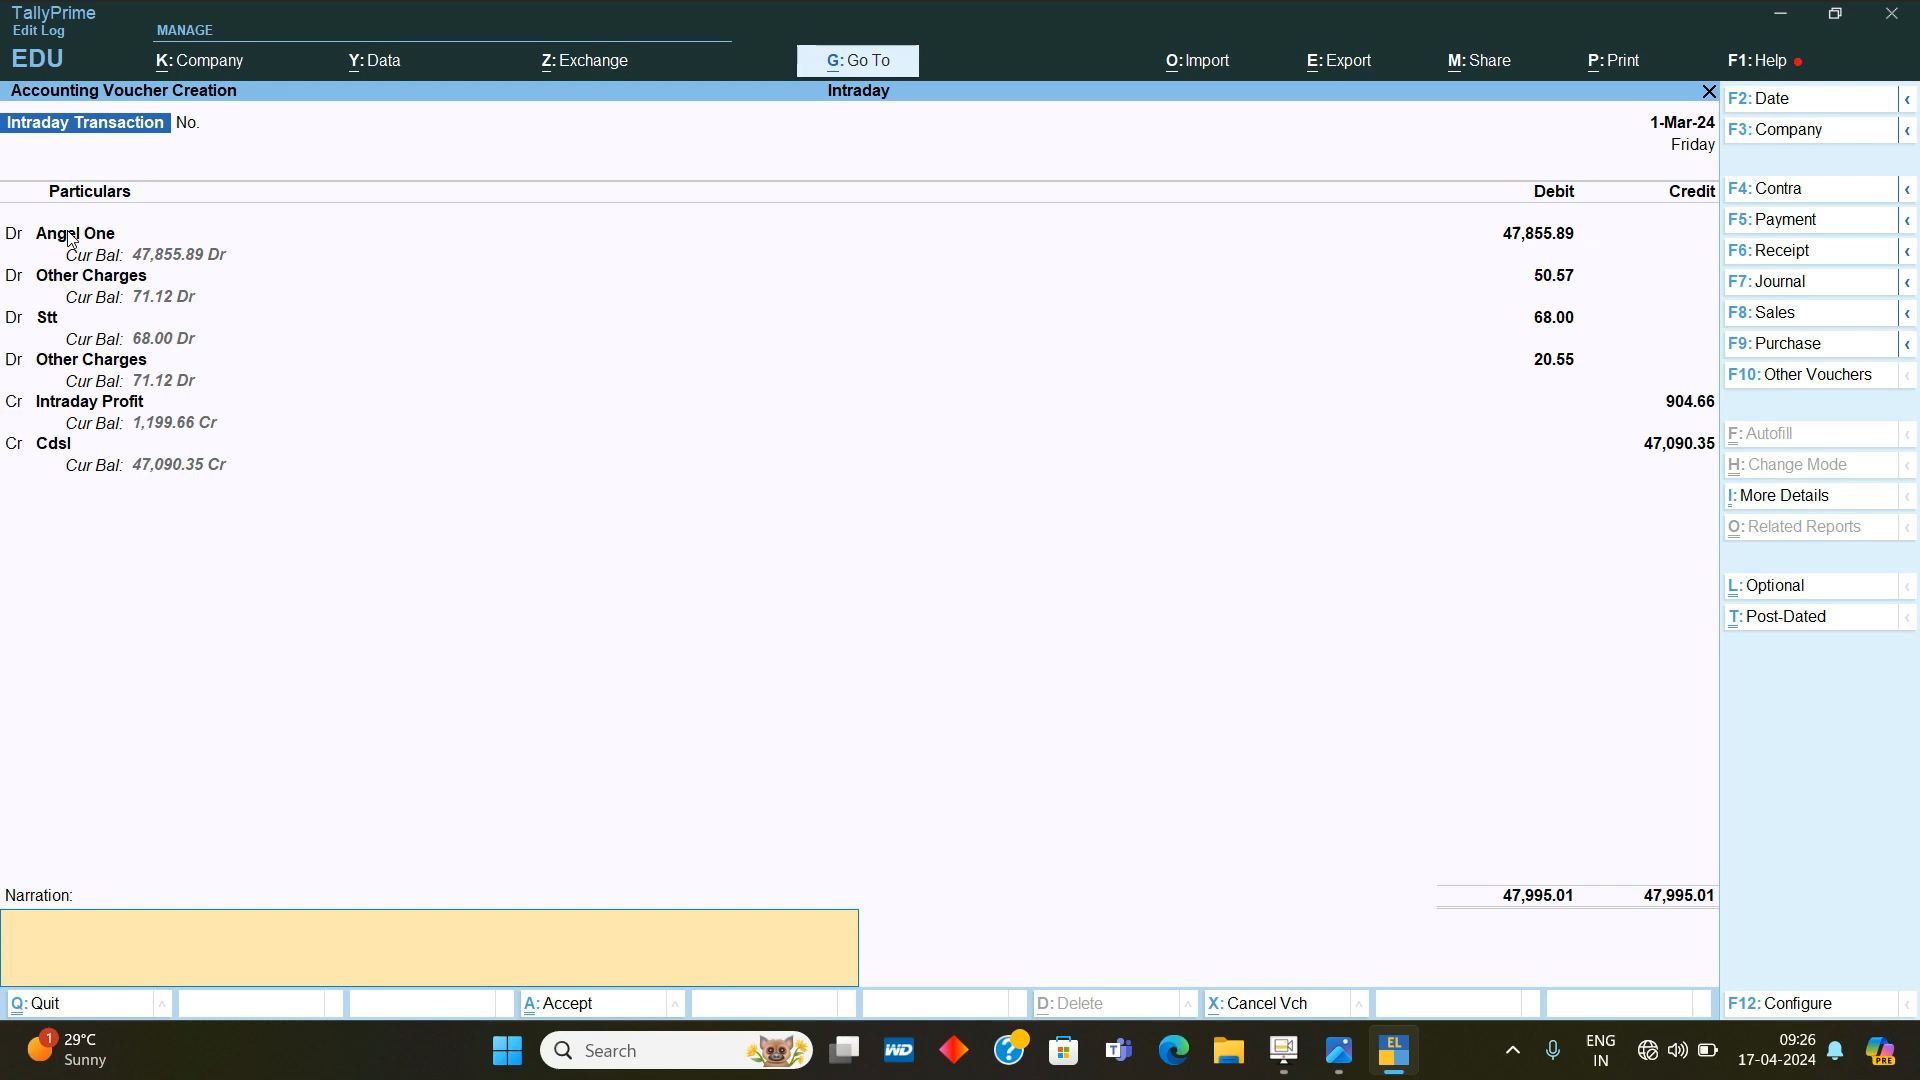 TallyPrime
Edit Log
EDU
MANAGE
K: Company Y: Data Z: Exchange G: Go To O: Import E: Export M: Share P: Print F1: Help
Accounting Voucher Creation Intraday
Intraday Transaction No. 1-Mar-24
Friday
Particulars Debit Credit
Dr Angel One 47,855.89
Cur Bal: 47,855.89 Dr
Dr Other Charges 50.57
Cur Bal: 71.12 Dr
Dr Stt 68.00
Cur Bal: 68.00 Dr
Dr Other Charges 20.55
Cur Bal: 71.12 Dr
Cr Intraday Profit 904.66
Cur Bal: 1,199.66 Cr
Cr Cdsl 47,090.35
Cur Bal: 47,090.35 Cr
Narration: 47,995.01 47,995.01
F2: Date
F3: Company
F4: Contra
F5: Payment
F6: Receipt
F7: Journal
F8: Sales
F9: Purchase
F10: Other Vouchers
F: Autofill
H: Change Mode
I: More Details
O: Related Reports
L: Optional
T: Post-Dated
F12: Configure
Q: Quit A: Accept D: Delete X: Cancel Vch
1 29°C
Sunny
Search
WD
EL
ENG
IN
09:26
17-04-2024
PRE